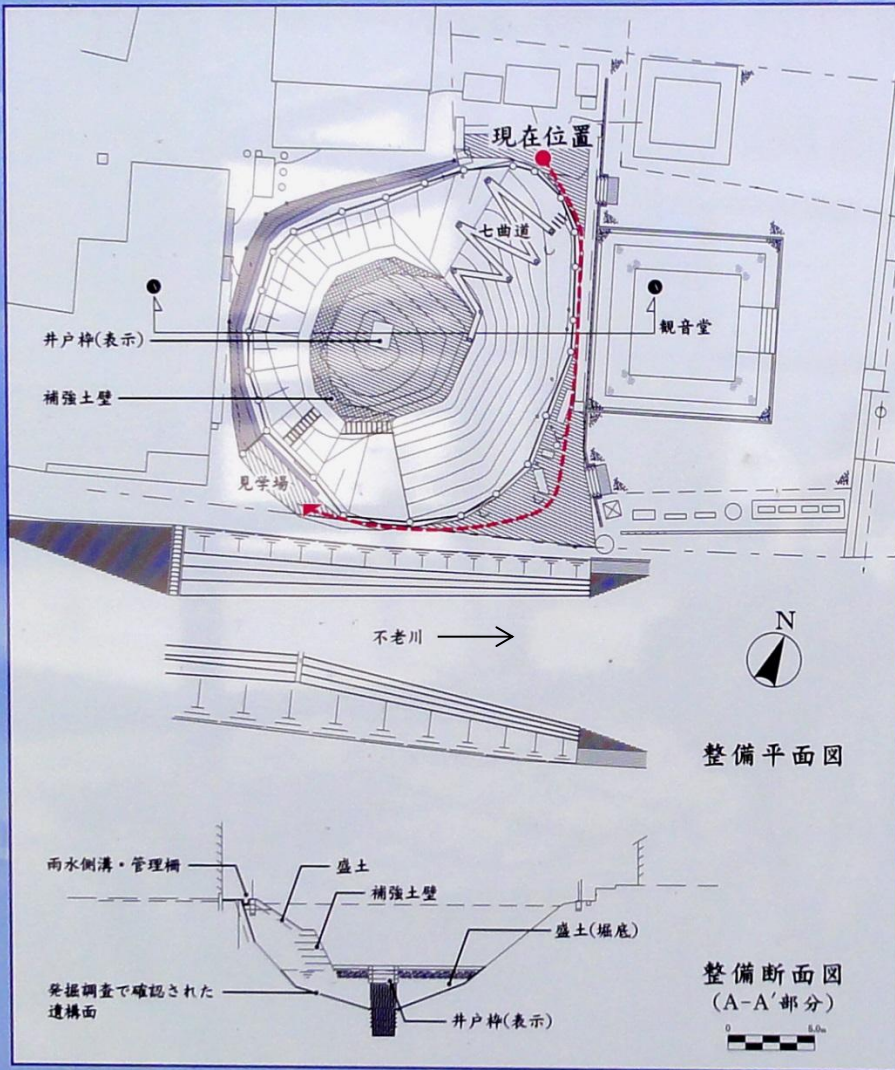 現在位置
七曲道
井戸枠(表示)
観音堂
補強土壁
見学場
不老川
N
整備平面図
雨水側溝・管理柵
盛土
補強土壁
盛土(堀底)
発掘調査で確認された
遺構面
井戸枠(表示)
整備断面図
(A-A′部分)
0 5.0m